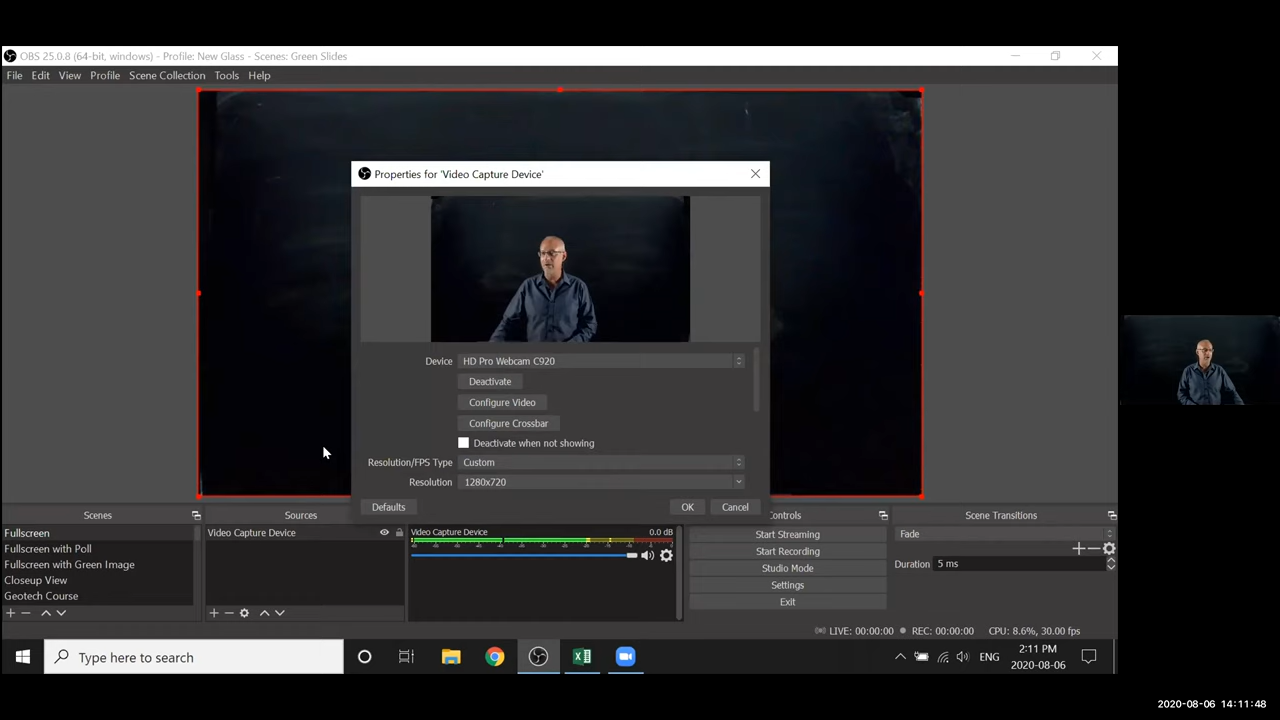 OBS 25.0.8 (64-bit, windows) - Profile: New Glass - Scenes: Green Slides
File Edit View Profile Scene Collection Tools Help
Properties for 'Video Capture Device'
Device HD Pro Webcam C920
Deactivate
Configure Video
Configure Crossbar
Deactivate when not showing
Resolution/FPS Type Custom
Resolution 1280x720
Defaults OK Cancel
Scenes
Fullscreen
Fullscreen with Poll
Fullscreen with Green Image
Closeup View
Geotech Course
Sources
Video Capture Device
Video Capture Device 0.0 dB
ontrols
Start Streaming
Start Recording
Studio Mode
Settings
Exit
Scene Transitions
Fade
Duration 5 ms
LIVE: 00:00:00 REC: 00:00:00 CPU: 8.6%, 30.00 fps
Type here to search
ENG
2:11 PM
2020-08-06
2020-08-06 14:11:48